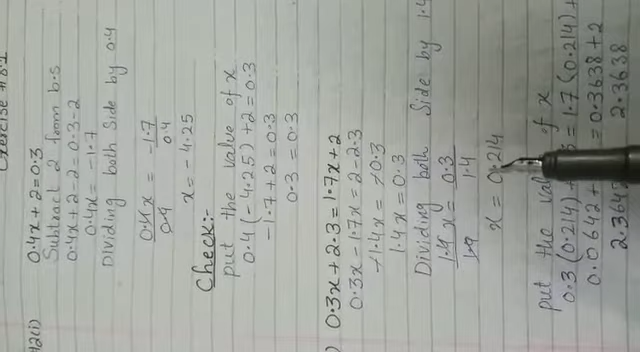 Exercise #8.1
H2(i)
0.4x+2=0.3
Subtract 2 from b.s
0.4x+2-2=0.3-2
0.4x=-1.7
Dividing both Side by 0.4
0.4x = -1.7
0.4 0.4
x=-4.25
Check:-
put the value of x
0.4(-4.25)+2=0.3
-1.7+2=0.3
0.3=0.3
) 0.3x+2.3=1.7x+2
0.3x-1.7x=2-2.3
-1.4x=-0.3
1.4x=0.3
Dividing both Side by 1.4
1.4x = 0.3
1.4 1.4
x=0.214
put the of x
0.3(0.214)+ =1.7(0.214)+
0.0642+ =0.3638+2
2.364 2.3638